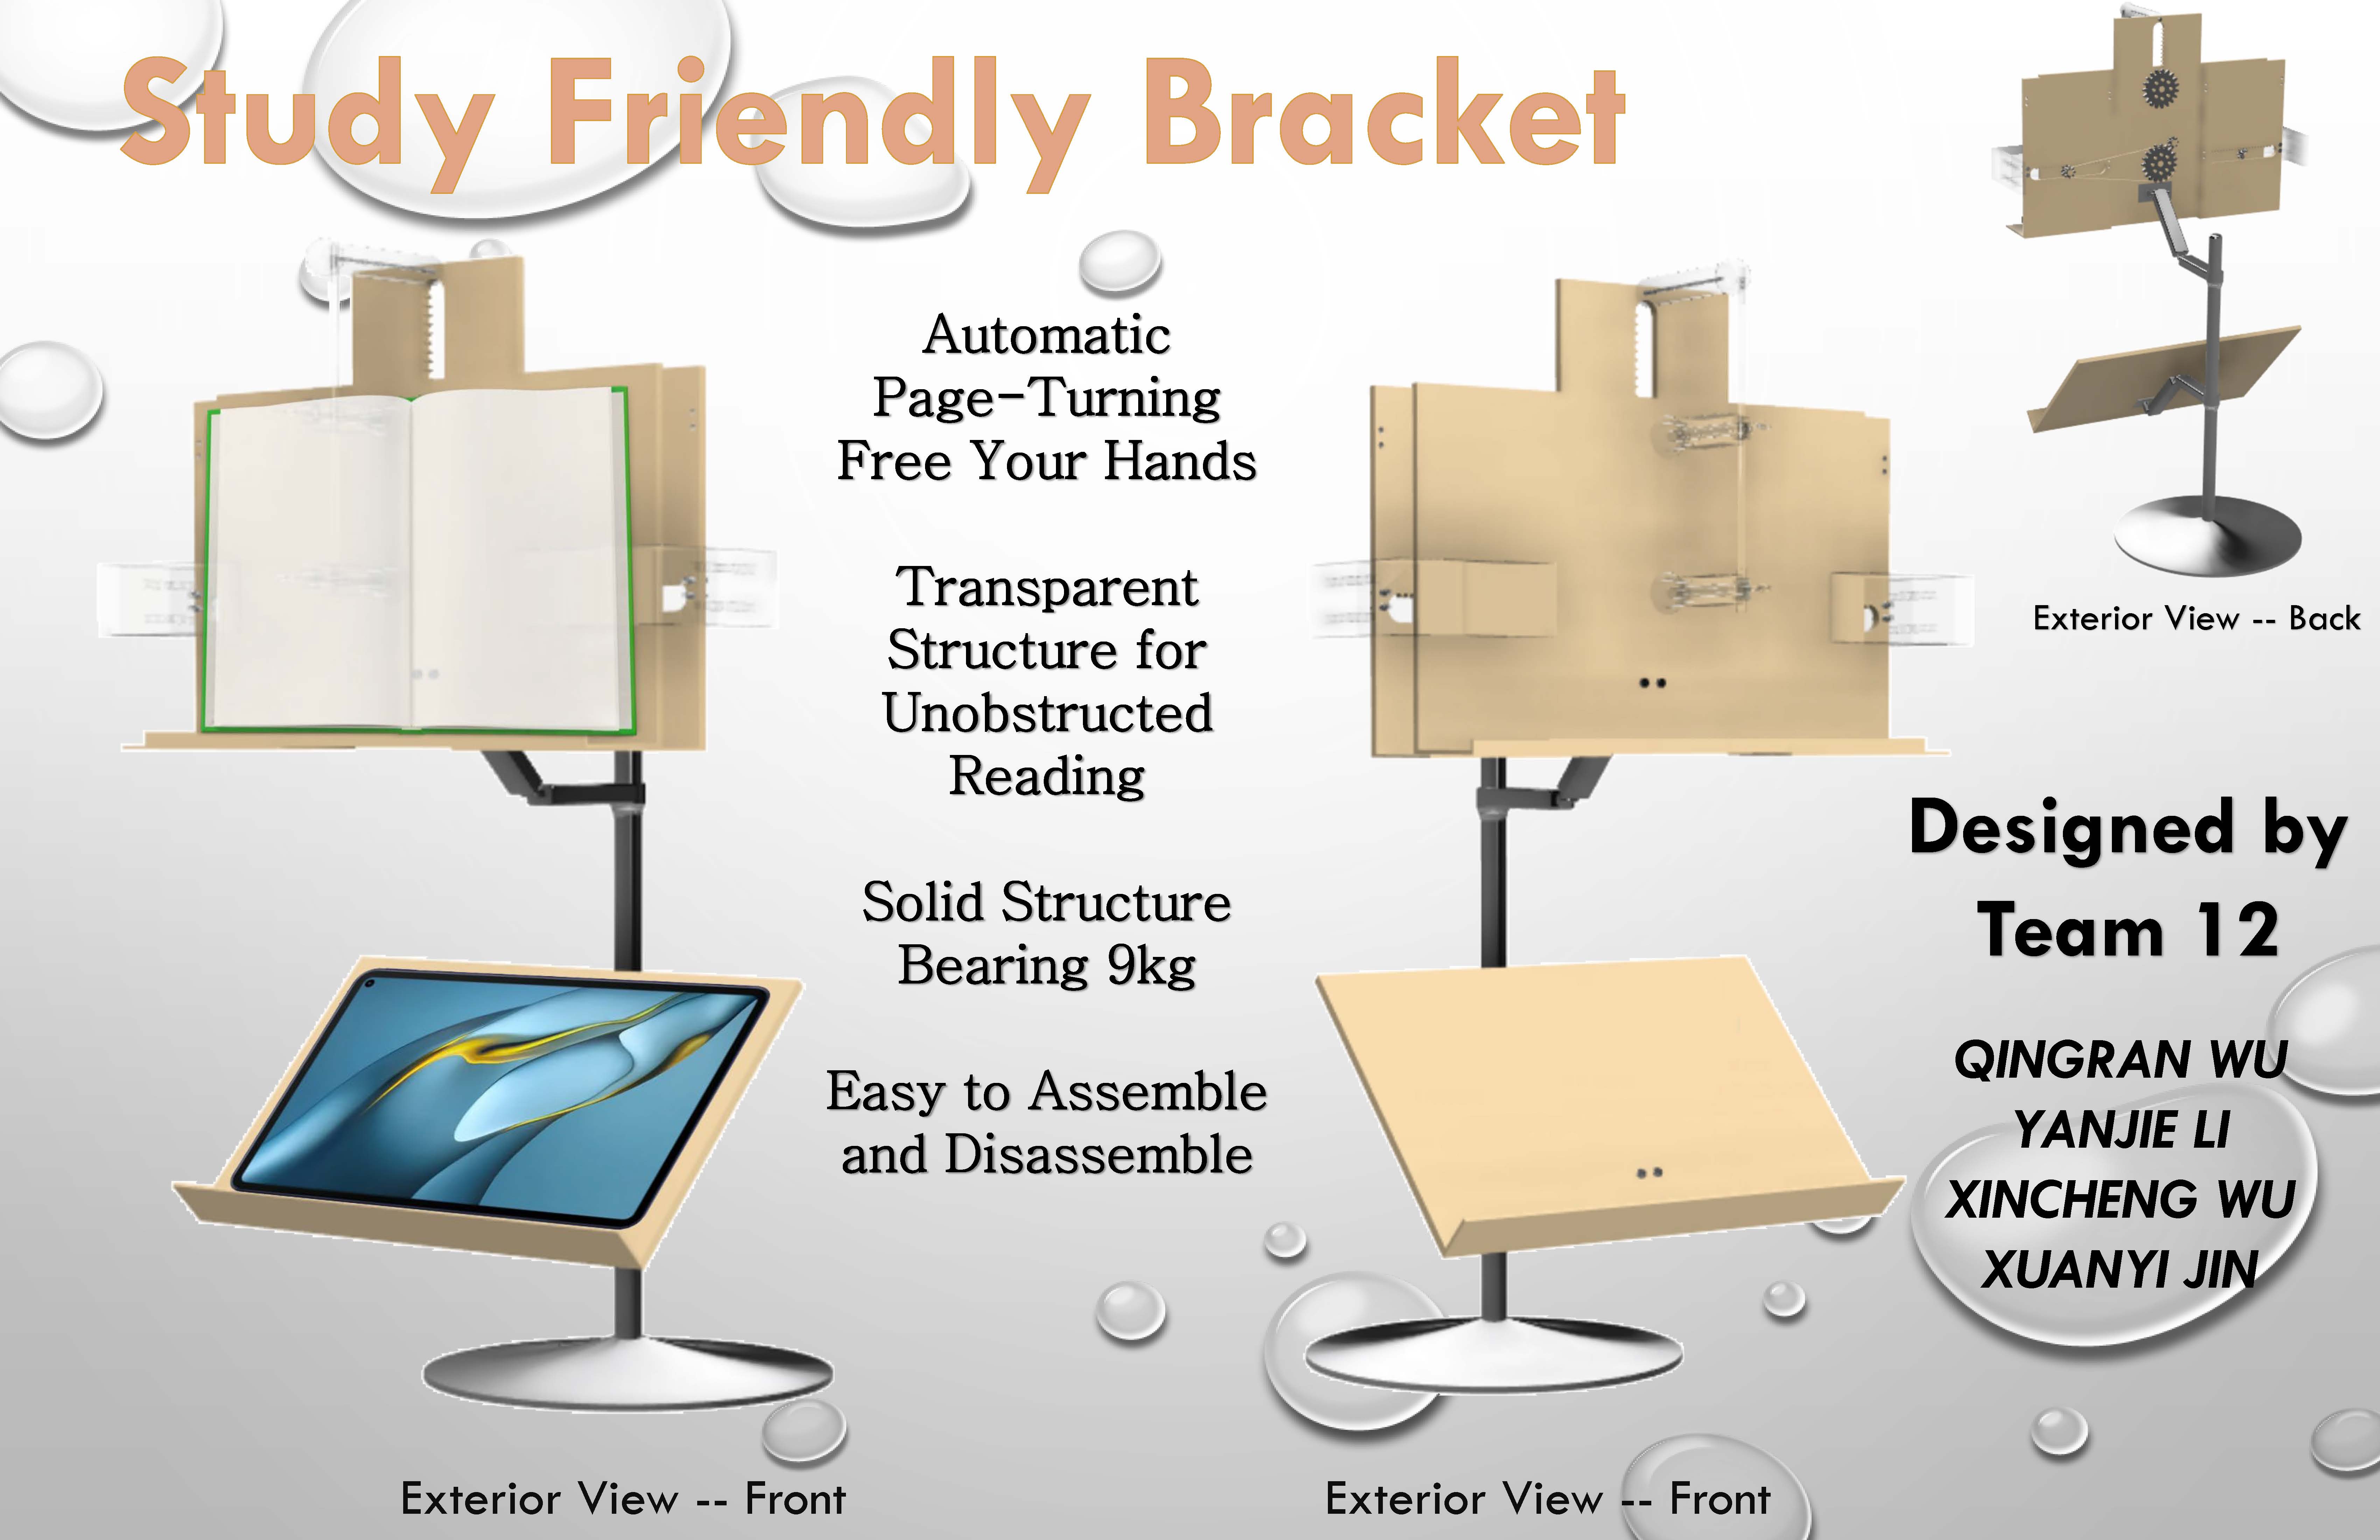 Study Friendly Bracket
Automatic
Page-Turning
Free Your Hands
Transparent
Structure for
Unobstructed
Reading
Solid Structure
Bearing 9kg
Easy to Assemble
and Disassemble
Exterior View -- Back
Designed by
Team 12
QINGRAN WU
YANJIE LI
XINCHENG WU
XUANYI JIN
Exterior View -- Front
Exterior View -- Front